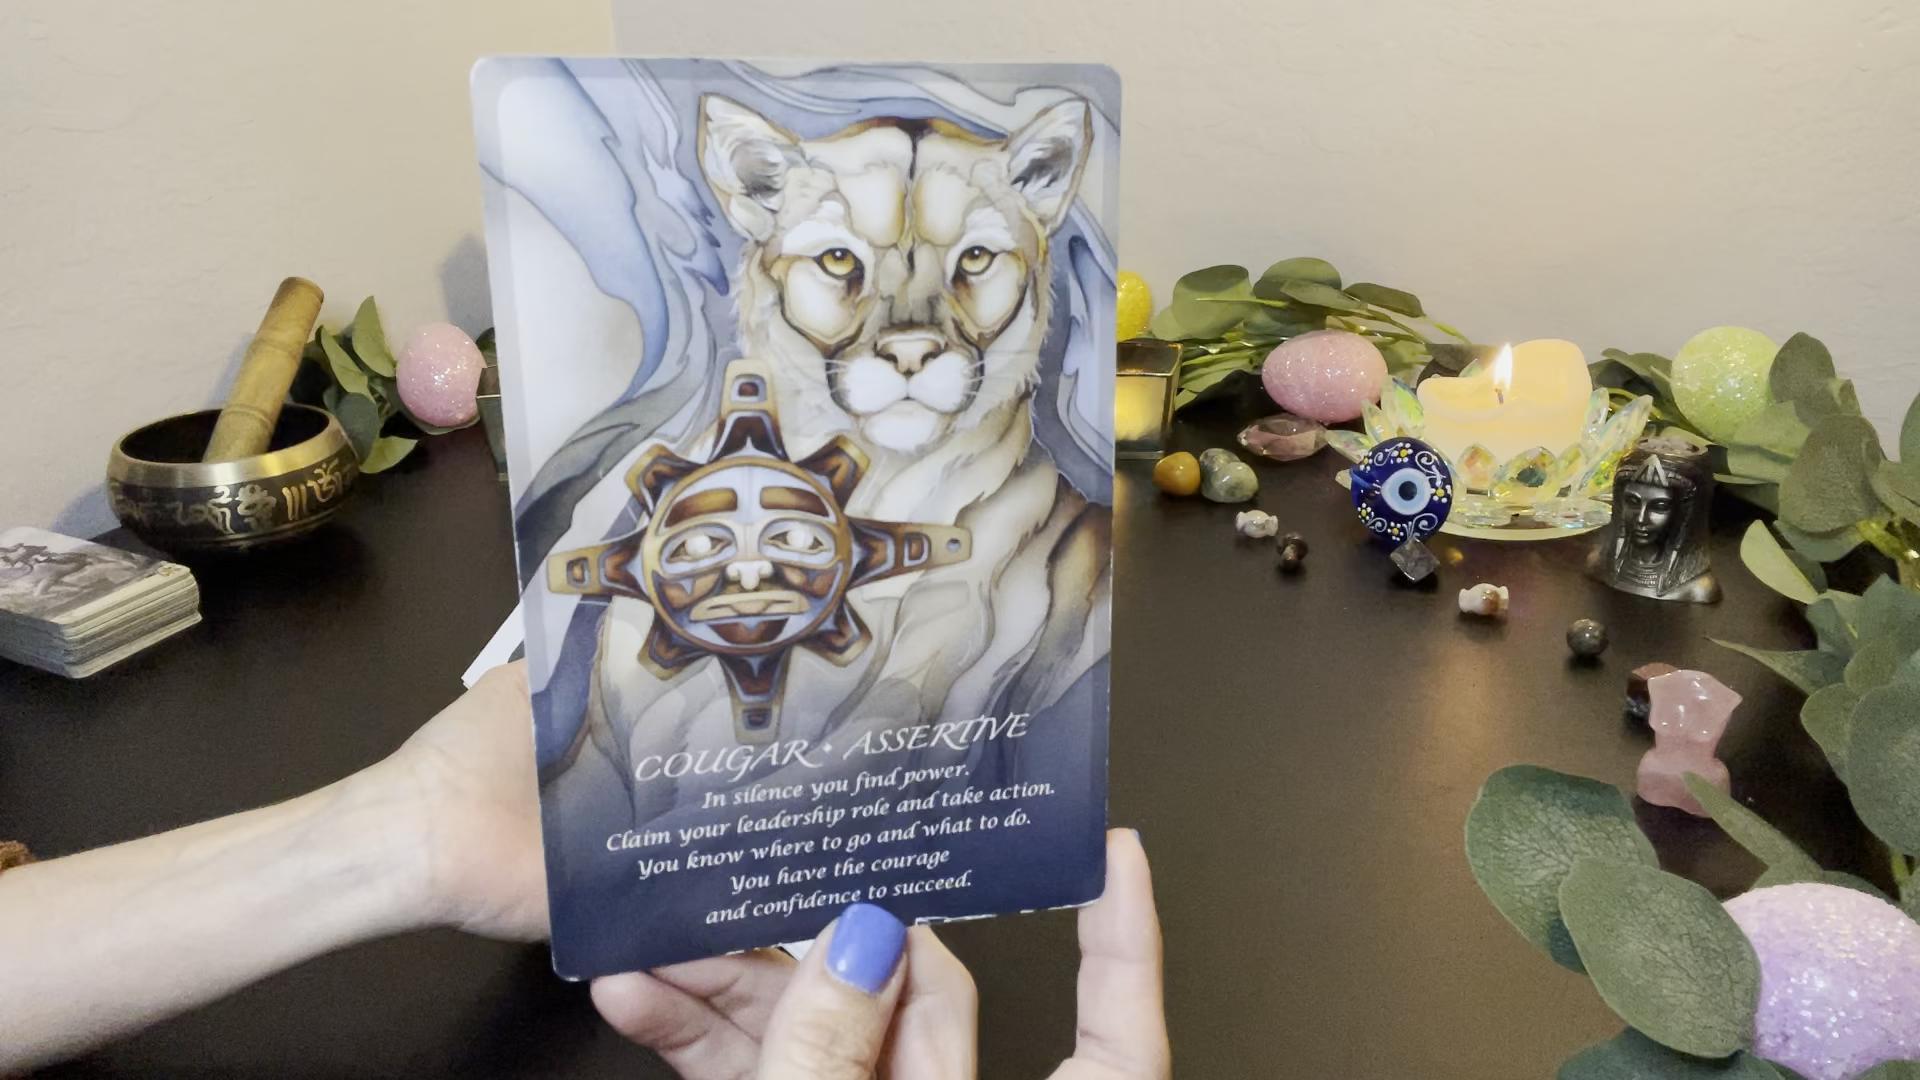 COUGAR • ASSERTIVE
In silence you find power.
Claim your leadership role and take action.
You know where to go and what to do.
You have the courage
and confidence to succeed.